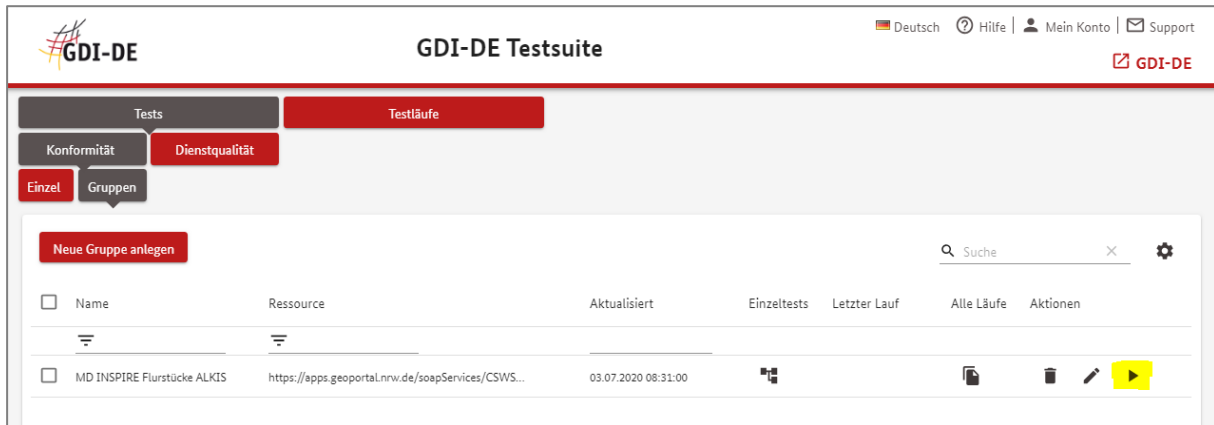 Deutsch Hilfe Mein Konto Support
GDI-DE GDI-DE Testsuite
GDI-DE
Tests Testläufe
Konformität Dienstqualität
Einzel Gruppen
Neue Gruppe anlegen Suche
Name Ressource Aktualisiert Einzeltests Letzter Lauf Alle Läufe Aktionen
MD INSPIRE Flurstücke ALKIS https://apps.geoportal.nrw.de/soapServices/CSWS... 03.07.2020 08:31:00